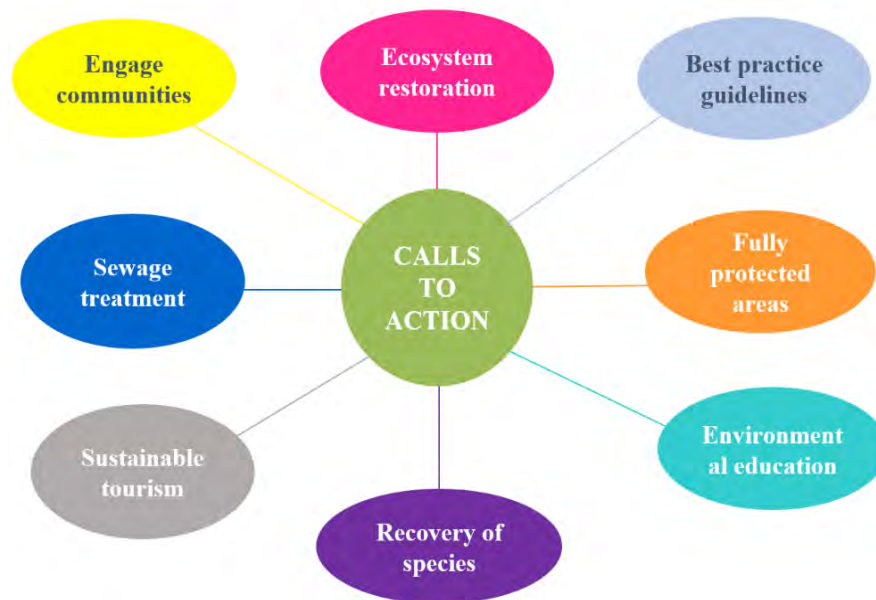 Engage
communities
Ecosystem
restoration
Best practice
guidelines
Sewage
treatment
CALLS
TO
ACTION
Fully
protected
areas
Sustainable
tourism
Environment
al education
Recovery of
species